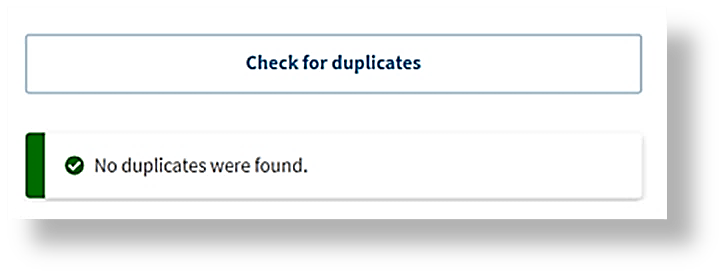 Check for duplicates
No duplicates were found.